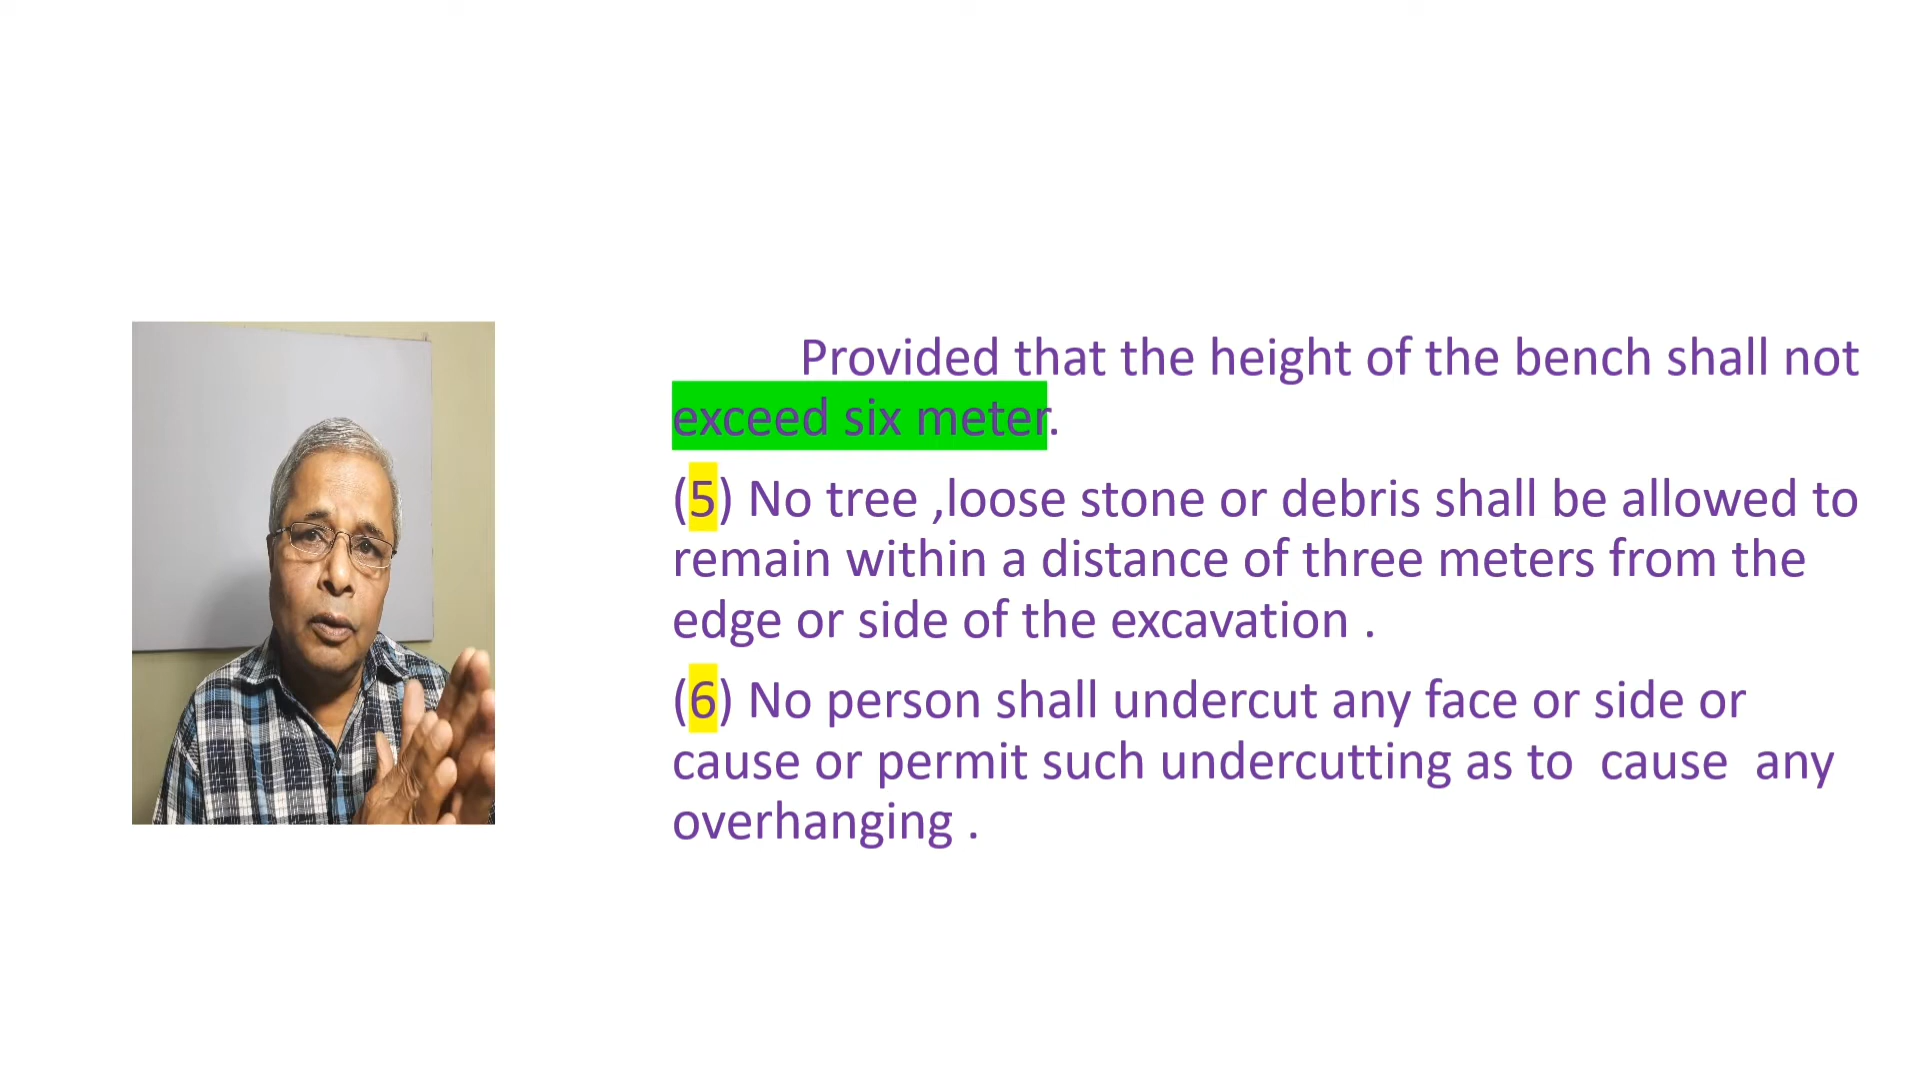 Provided that the height of the bench shall not
exceed six meter.
(5) No tree ,loose stone or debris shall be allowed to
remain within a distance of three meters from the
edge or side of the excavation .
(6) No person shall undercut any face or side or
cause or permit such undercutting as to  cause  any
overhanging .